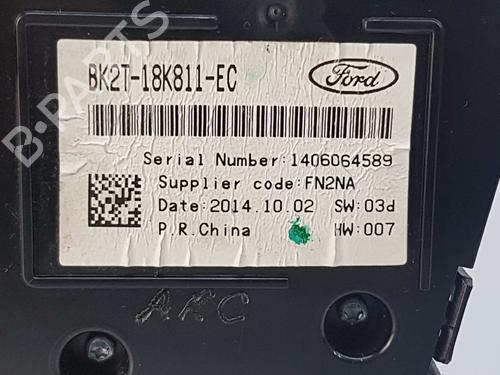 BK2T-18K811-EC
Ford
Serial Number:1406064589
Supplier code:FN2NA
Date:2014.10.02 SW:03d
P.R.China HW:007
ARC
B-PARTS